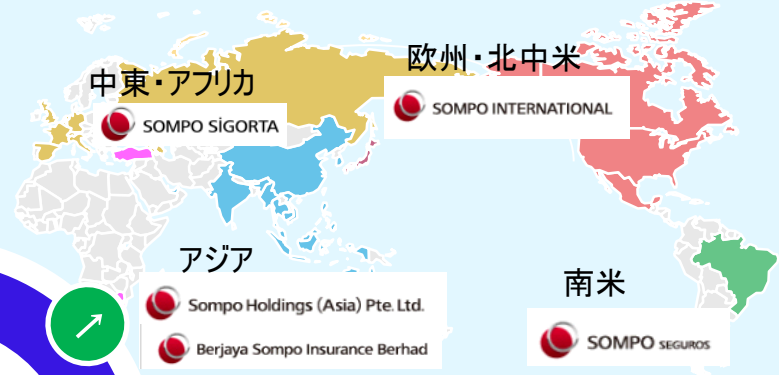 欧州・北中米
中東・アフリカ
SOMPO INTERNATIONAL
SOMPO SİGORTA
アジア
南米
Sompo Holdings (Asia) Pte. Ltd.
SOMPO SEGUROS
Berjaya Sompo Insurance Berhad